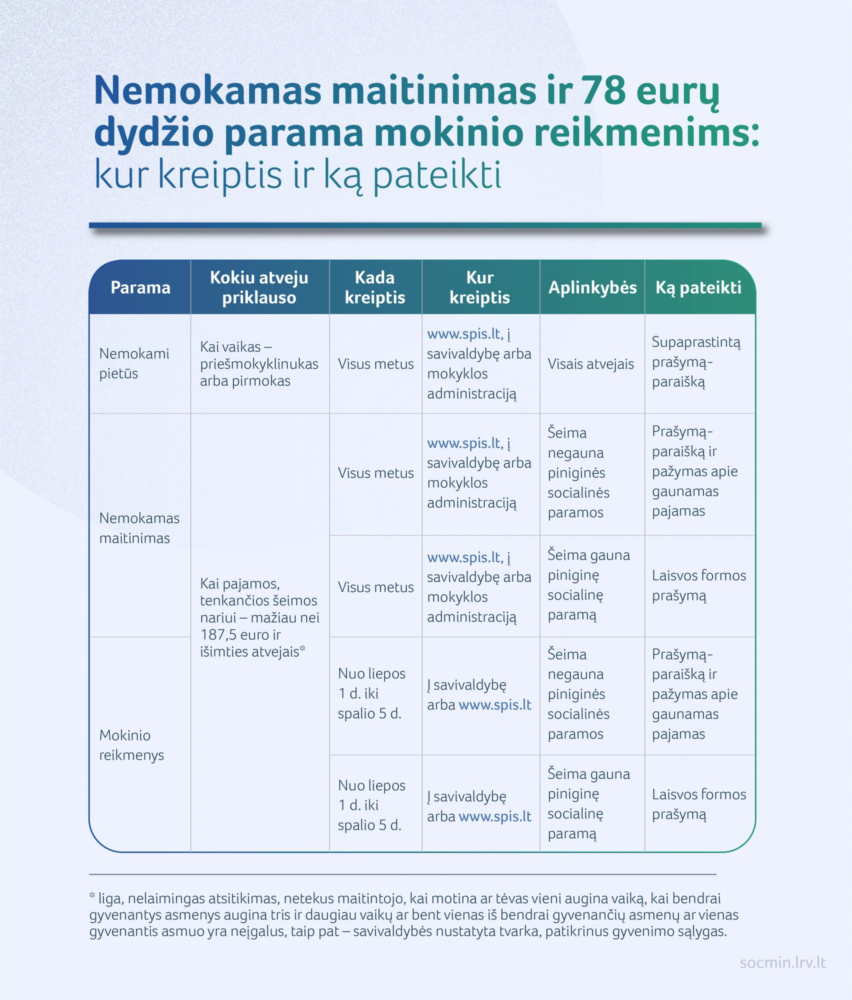 Nemokamas maitinimas ir 78 eurų
dydžio parama mokinio reikmenims:
kur kreiptis ir ką pateikti
Parama
Kokiu atveju
priklauso
Kada
kreiptis
Kur
kreiptis
Aplinkybės
Ką pateikti
Nemokami
pietūs
Kai vaikas –
priešmokyklinukas
arba pirmokas
Visus metus
www.spis.lt, į
savivaldybę arba
mokyklos
administraciją
Visais atvejais
Supaprastintą
prašymą-
paraišką
Nemokamas
maitinimas
Kai pajamos,
tenkančios šeimos
nariui – mažiau nei
187,5 euro ir
išimties atvejais*
Visus metus
www.spis.lt, į
savivaldybę arba
mokyklos
administraciją
Šeima
negauna
piniginės
socialinės
paramos
Prašymą-
paraišką ir
pažymas apie
gaunamas
pajamas
Visus metus
www.spis.lt, į
savivaldybę arba
mokyklos
administraciją
Šeima gauna
piniginę
socialinę
paramą
Laisvos formos
prašymą
Mokinio
reikmenys
Nuo liepos
1 d. iki
spalio 5 d.
Į savivaldybę
arba www.spis.lt
Šeima
negauna
piniginės
socialinės
paramos
Prašymą-
paraišką ir
pažymas apie
gaunamas
pajamas
Nuo liepos
1 d. iki
spalio 5 d.
Į savivaldybę
arba www.spis.lt
Šeima gauna
piniginę
socialinę
paramą
Laisvos formos
prašymą
* liga, nelaimingas atsitikimas, netekus maitintojo, kai motina ar tėvas vieni augina vaiką, kai bendrai
gyvenantys asmenys augina tris ir daugiau vaikų ar bent vienas iš bendrai gyvenančių asmenų ar vienas
gyvenantis asmuo yra neįgalus, taip pat – savivaldybės nustatyta tvarka, patikrinus gyvenimo sąlygas.
socmin.lrv.lt